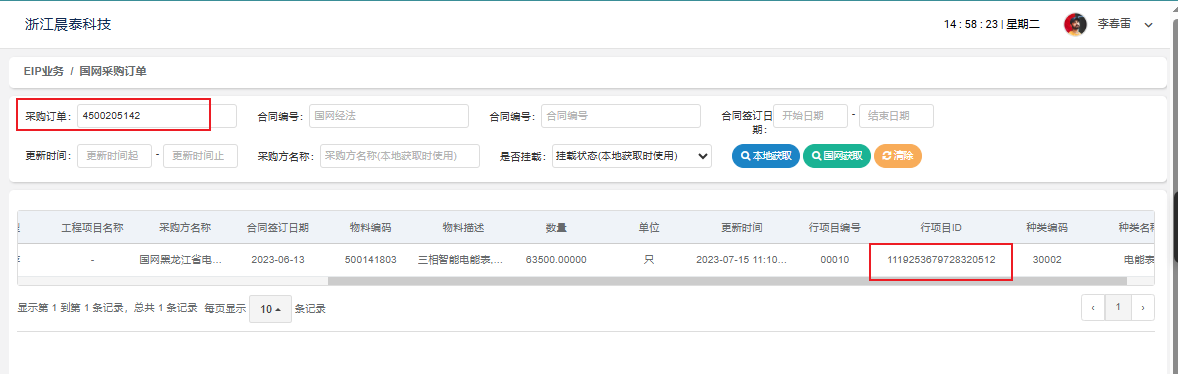 浙江晨泰科技
14 : 58 : 23 | 星期二 李春雷
EIP业务 / 国网采购订单
采购订单: 4500205142 合同编号: 国网经法 合同编号: 合同编号 合同签订日期: 开始日期 - 结束日期
更新时间: 更新时间起 - 更新时间止 采购方名称: 采购方名称(本地获取时使用) 是否挂载: 挂载状态(本地获取时使用) 本地获取 国网获取 清除
工程项目名称 采购方名称 合同签订日期 物料编码 物料描述 数量 单位 更新时间 行项目编号 行项目ID 种类编码 种类名称
- 国网黑龙江省电... 2023-06-13 500141803 三相智能电能表,... 63500.00000 只 2023-07-15 11:10... 00010 1119253679728320512 30002 电能表
显示第 1 到第 1 条记录，总共 1 条记录 每页显示 10 条记录
‹ 1 ›